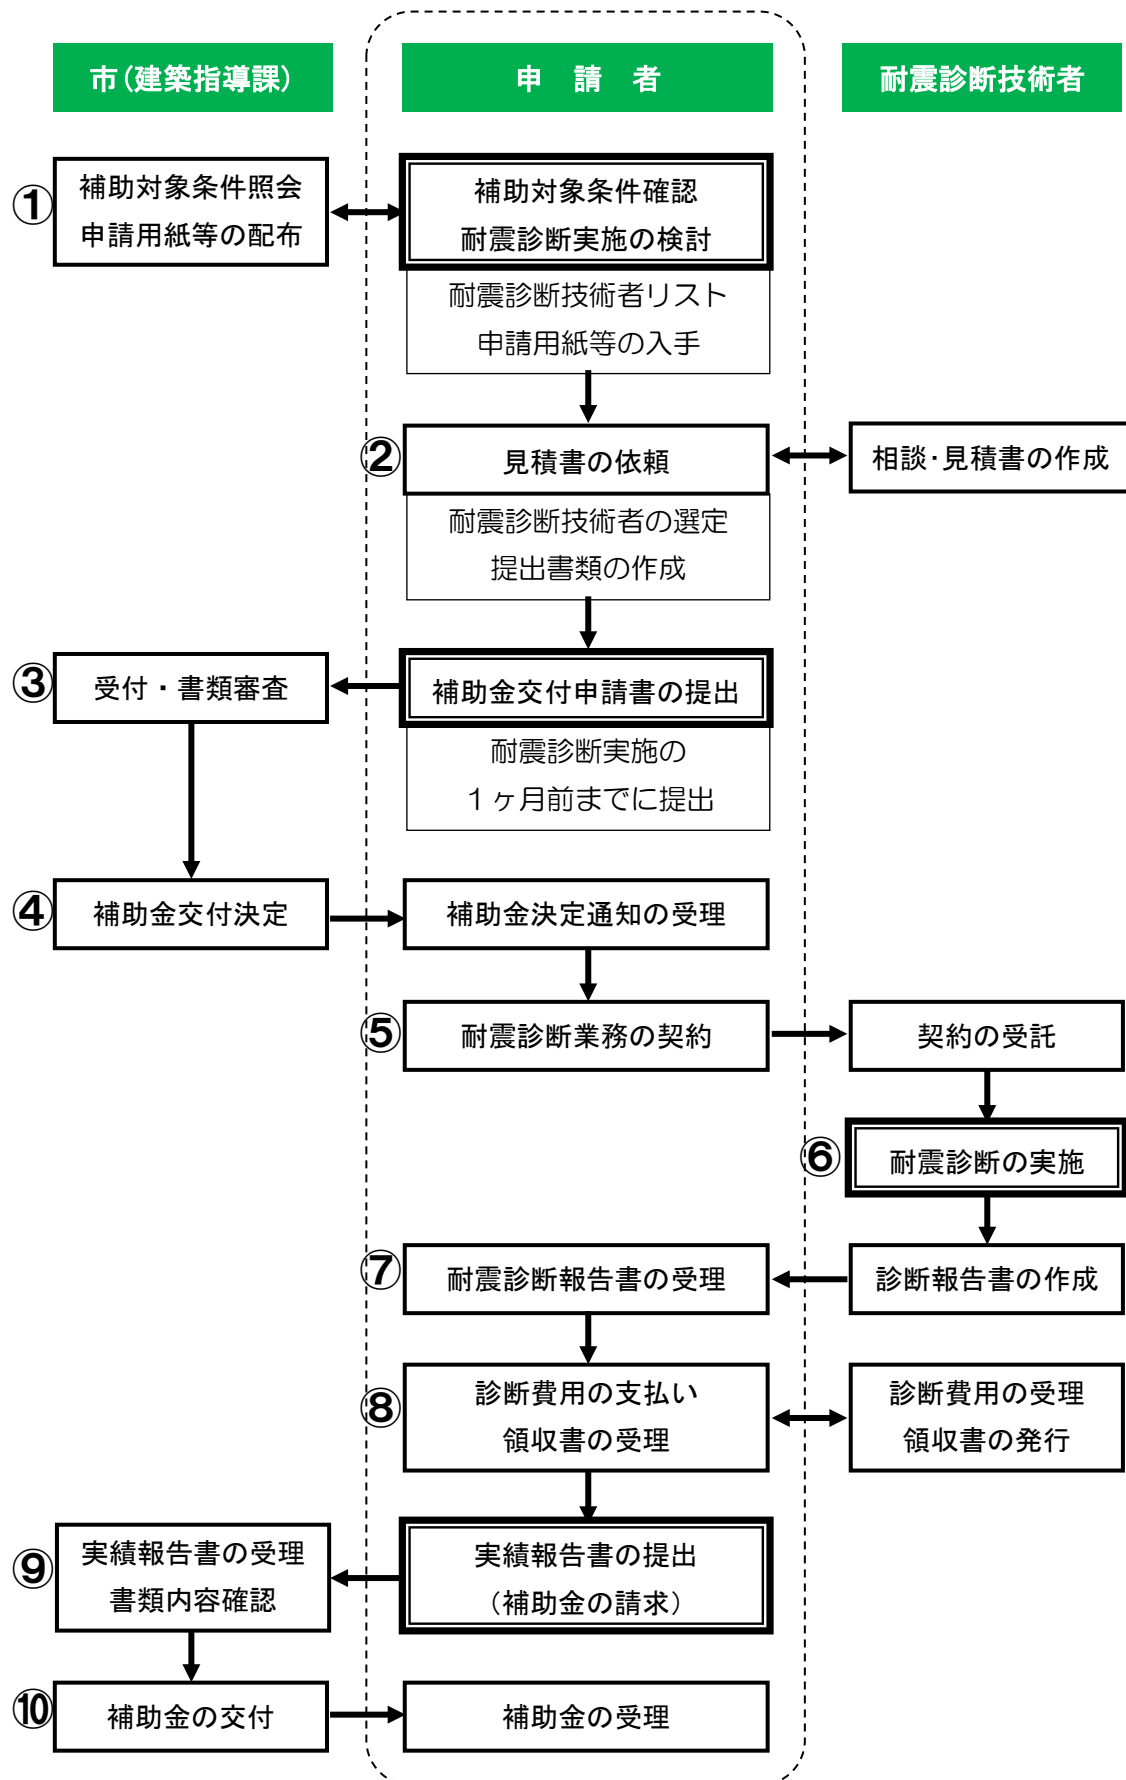 市(建築指導課)
申　請　者
耐震診断技術者
①
補助対象条件照会
申請用紙等の配布
補助対象条件確認
耐震診断実施の検討
耐震診断技術者リスト
申請用紙等の入手
②
見積書の依頼
相談・見積書の作成
耐震診断技術者の選定
提出書類の作成
③
受付・書類審査
補助金交付申請書の提出
耐震診断実施の
１ヶ月前までに提出
④
補助金交付決定
補助金決定通知の受理
⑤
耐震診断業務の契約
契約の受託
⑥
耐震診断の実施
⑦
耐震診断報告書の受理
診断報告書の作成
⑧
診断費用の支払い
領収書の受理
診断費用の受理
領収書の発行
⑨
実績報告書の受理
書類内容確認
実績報告書の提出
（補助金の請求）
⑩
補助金の交付
補助金の受理